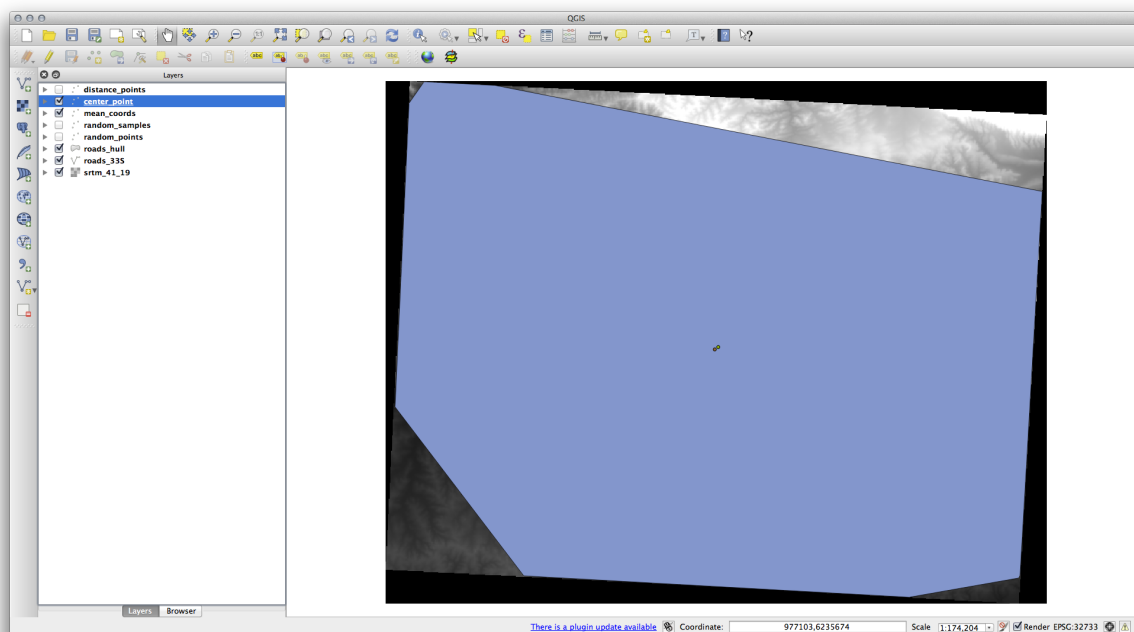 QGIS
Layers
distance_points
center_point
mean_coords
random_samples
random_points
roads_hull
roads_33S
srtm_41_19
Layers Browser
There is a plugin update available Coordinate: 977103,6235674 Scale 1:174,204 Render EPSG:32733